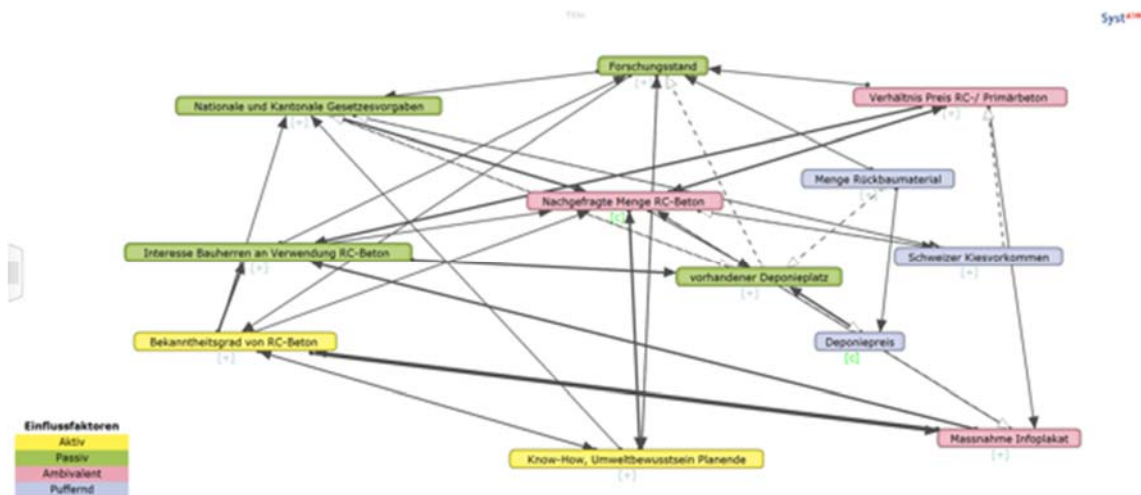 Forschungsstand
[+]
Verhältnis Preis RC-/ Primärbeton
[+]
Nationale und Kantonale Gesetzesvorgaben
[+]
Menge Rückbaumaterial
[+]
Nachgefragte Menge RC-Beton
[c]
Interesse Bauherren an Verwendung RC-Beton
[+]
Schweizer Kiesvorkommen
[+]
vorhandener Deponieplatz
[+]
Bekanntheitsgrad von RC-Beton
[+]
Deponiepreis
[c]
Massnahme Infoplakat
[+]
Know-How, Umweltbewusstsein Planende
[+]
Einflussfaktoren
Aktiv
Passiv
Ambivalent
Puffernd